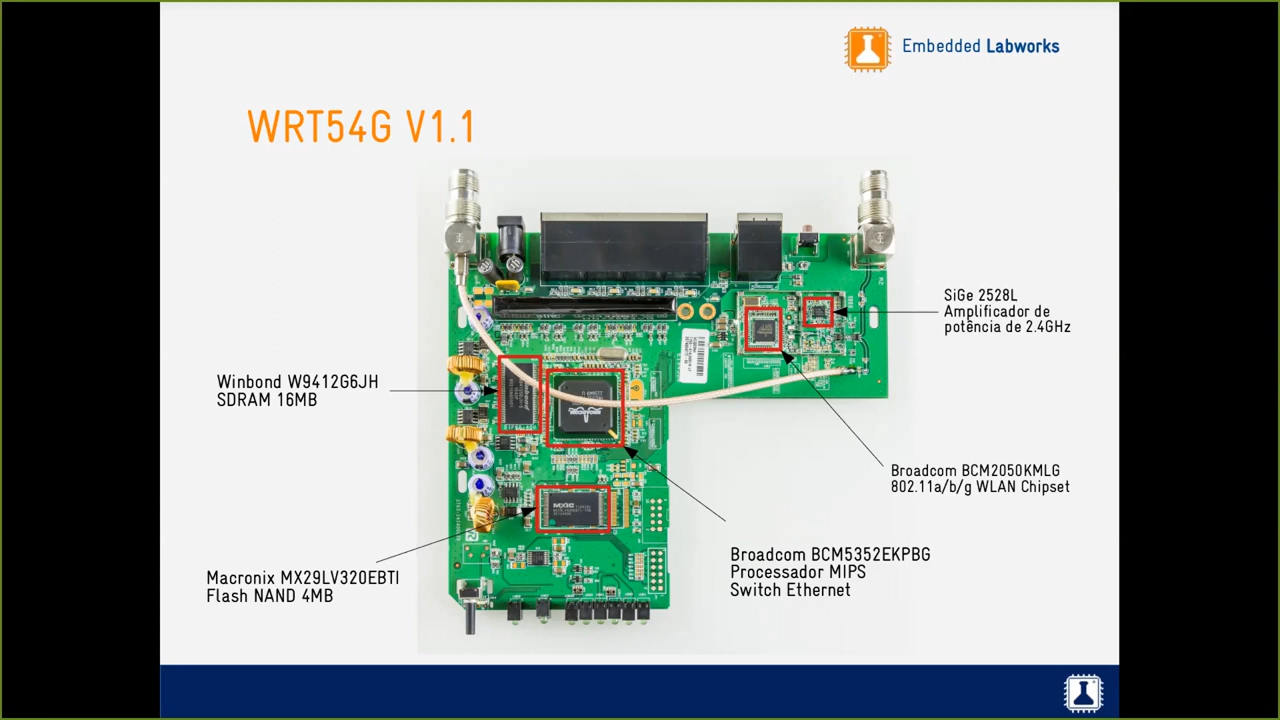 Embedded Labworks
WRT54G V1.1
SiGe 2528L
Amplificador de
potência de 2.4GHz
Winbond W9412G6JH
SDRAM 16MB
Broadcom BCM2050KMLG
802.11a/b/g WLAN Chipset
Broadcom BCM5352EKPBG
Processador MIPS
Switch Ethernet
Macronix MX29LV320EBTI
Flash NAND 4MB
MXIC